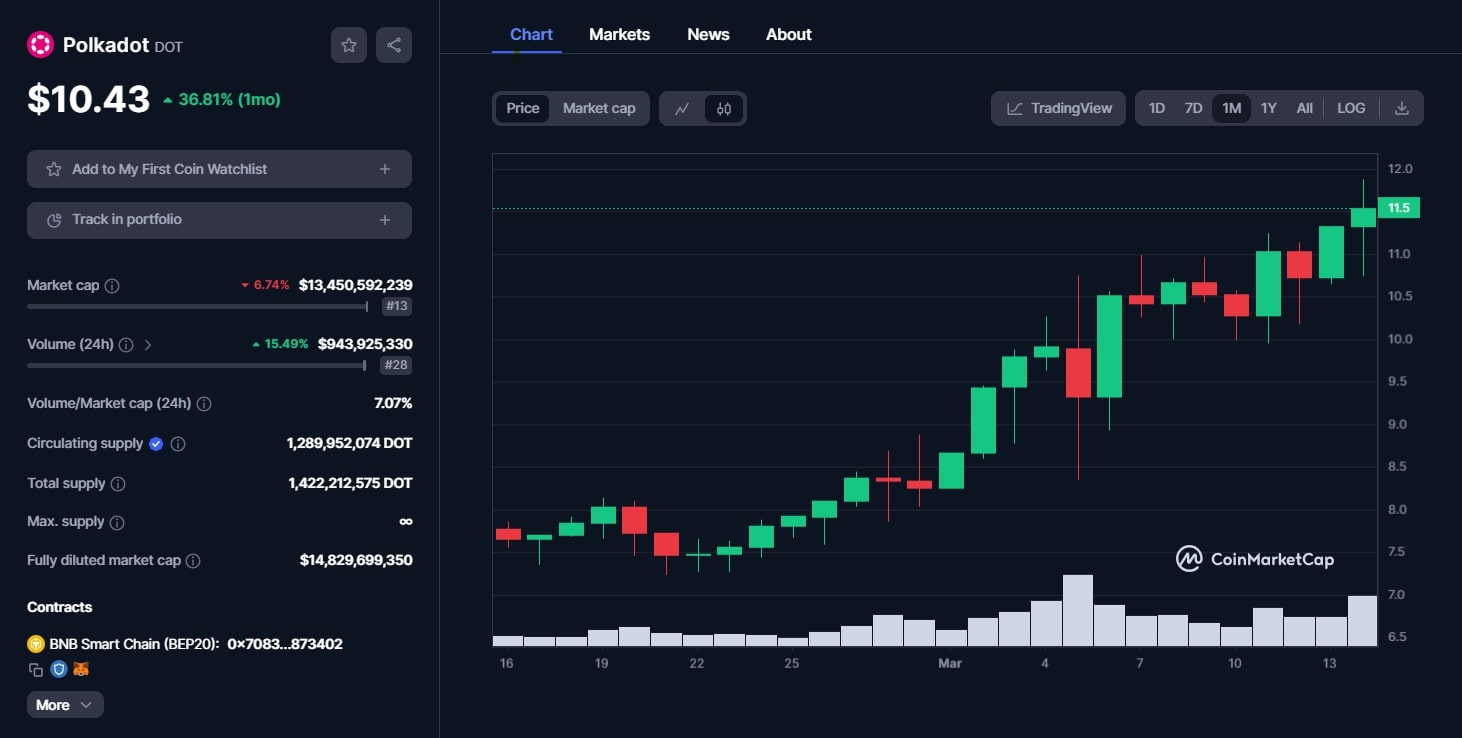 Polkadot DOT
$10.43 36.81% (1mo)
Add to My First Coin Watchlist +
Track in portfolio +
Market cap 6.74% $13,450,592,239
#13
Volume (24h) 15.49% $943,925,330
#28
Volume/Market cap (24h) 7.07%
Circulating supply 1,289,952,074 DOT
Total supply 1,422,212,575 DOT
Max. supply ∞
Fully diluted market cap $14,829,699,350
Contracts
BNB Smart Chain (BEP20): 0x7083...873402
More
Chart Markets News About
Price Market cap TradingView 1D 7D 1M 1Y All LOG
12.0
11.5
11.0
10.5
10.0
9.5
9.0
8.5
8.0
7.5
7.0
6.5
CoinMarketCap
16 19 22 25 Mar 4 7 10 13